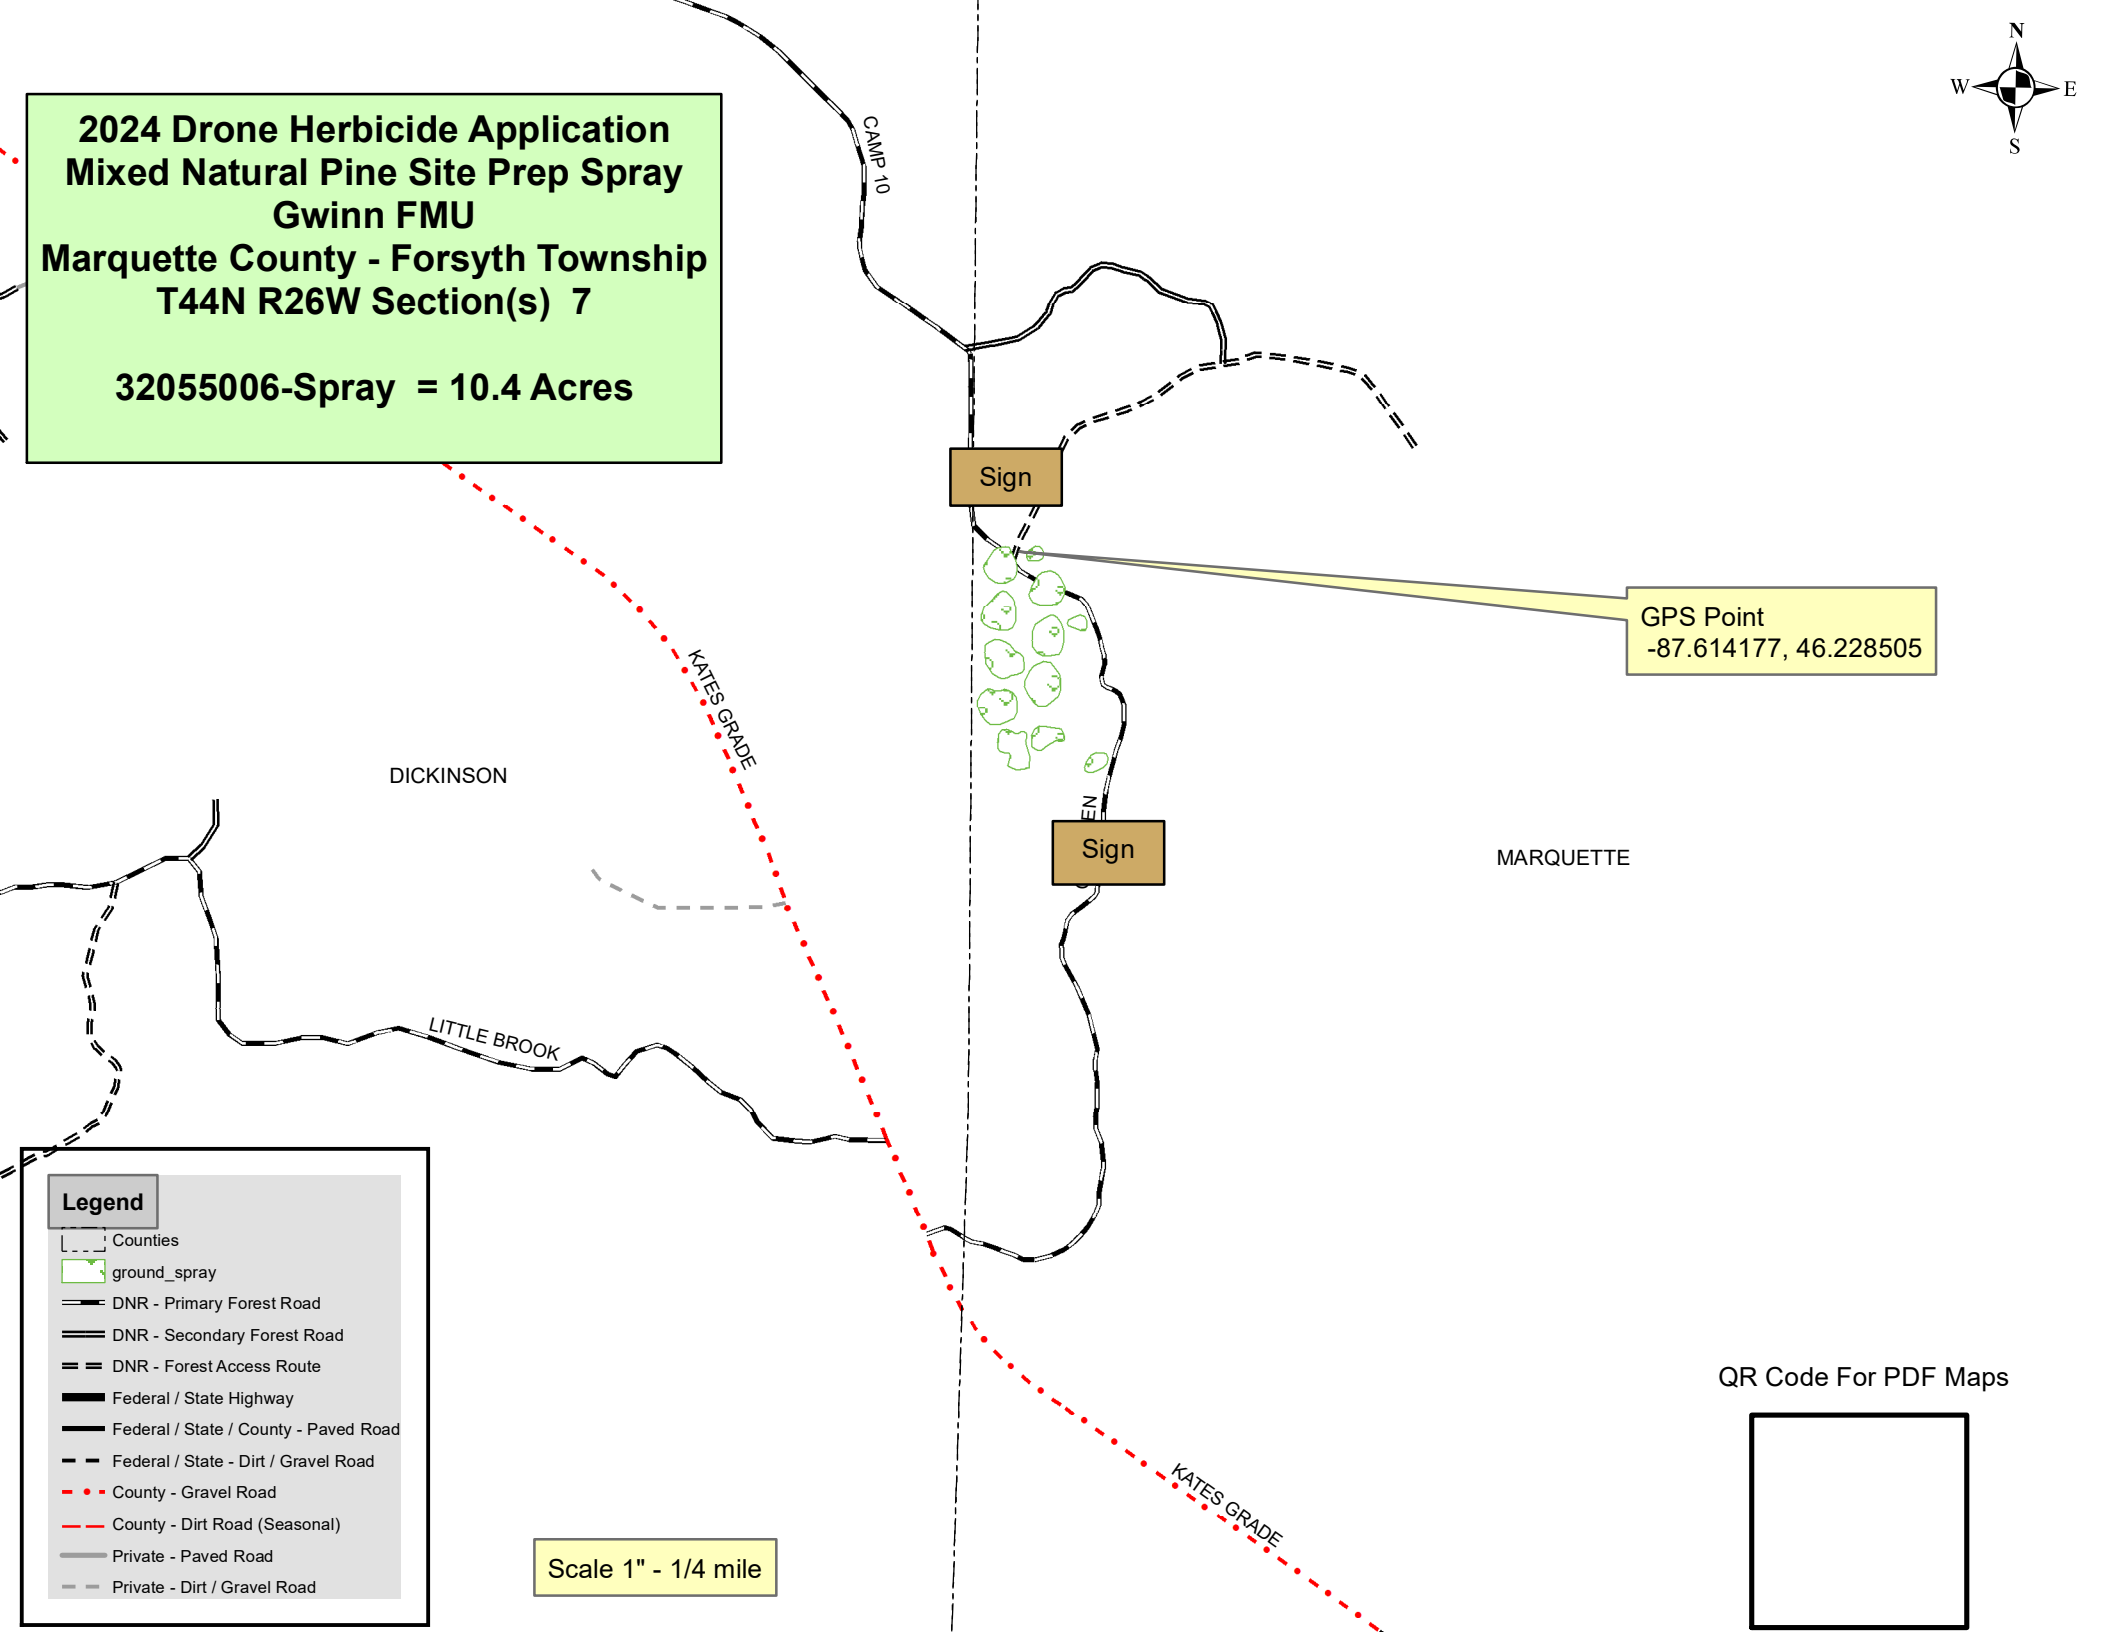 N
W E
S
2024 Drone Herbicide Application
Mixed Natural Pine Site Prep Spray
Gwinn FMU
Marquette County - Forsyth Township
T44N R26W Section(s) 7
32055006-Spray = 10.4 Acres
CAMP 10
Sign
GPS Point
-87.614177, 46.228505
KATES GRADE
DICKINSON
EN
Sign
MARQUETTE
LITTLE BROOK
Legend
Counties
ground_spray
DNR - Primary Forest Road
DNR - Secondary Forest Road
DNR - Forest Access Route
Federal / State Highway
Federal / State / County - Paved Road
Federal / State - Dirt / Gravel Road
County - Gravel Road
County - Dirt Road (Seasonal)
Private - Paved Road
Private - Dirt / Gravel Road
Scale 1" - 1/4 mile
KATES GRADE
QR Code For PDF Maps